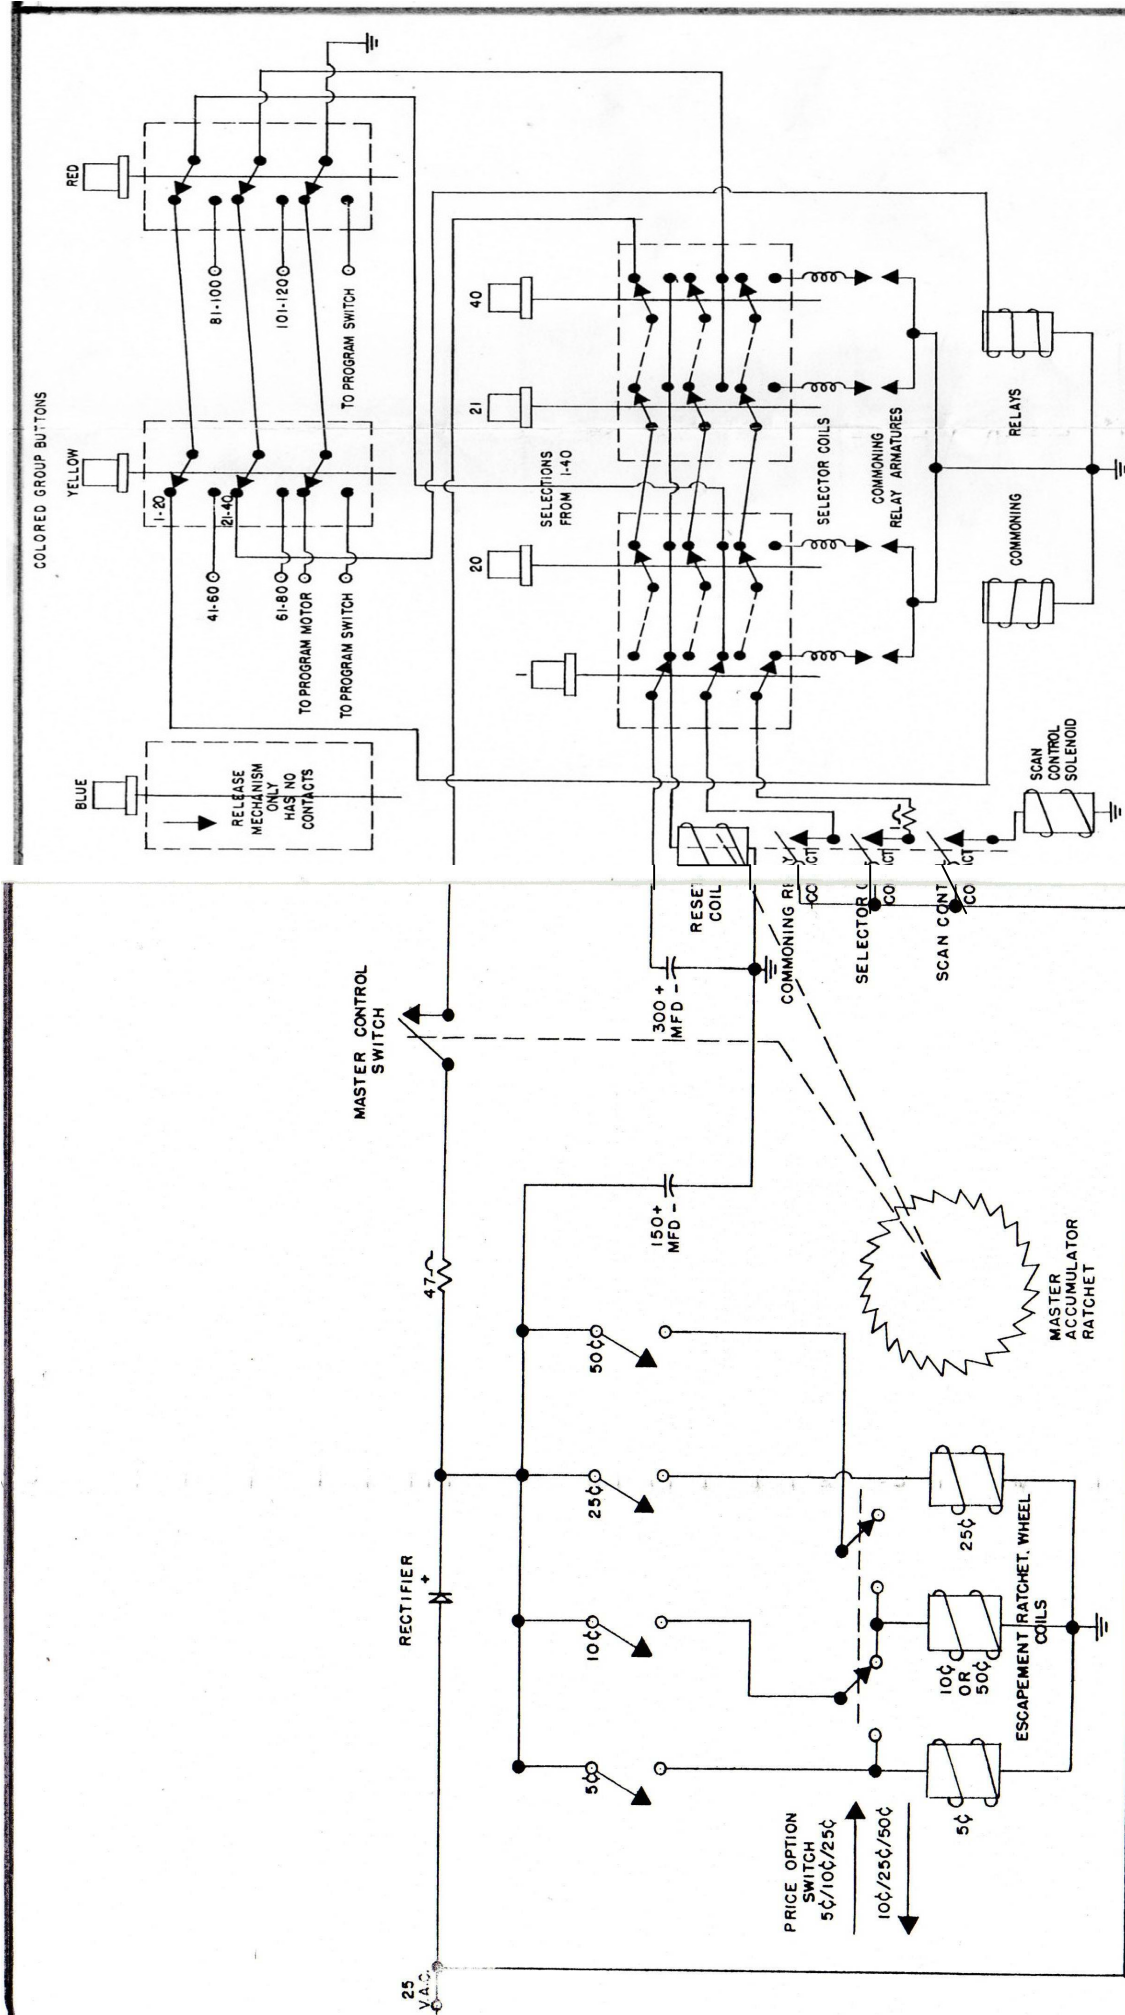 COLORED GROUP BUTTONS
BLUE
YELLOW
RED
RELEASE
MECHANISM
ONLY
HAS NO
CONTACTS
1-20
41-60
21-40
61-80
TO PROGRAM MOTOR
TO PROGRAM SWITCH
81-100
101-120
TO PROGRAM SWITCH
1
20
SELECTIONS
FROM 1-40
21
40
SELECTOR COILS
COMMONING
RELAY ARMATURES
COMMONING
RELAYS
SCAN
CONTROL
SOLENOID
25
V.A.C.
RECTIFIER
+
47
MASTER CONTROL
SWITCH
5¢
10¢
25¢
50¢
150+
MFD-
300+
MFD-
RESET
COIL
1
COMMONING
SELECTOR
SCAN
PRICE OPTION
SWITCH
5¢/10¢/25¢
10¢/25¢/50¢
5¢
10¢
OR
50¢
25¢
ESCAPEMENT RATCHET WHEEL
COILS
MASTER
ACCUMULATOR
RATCHET